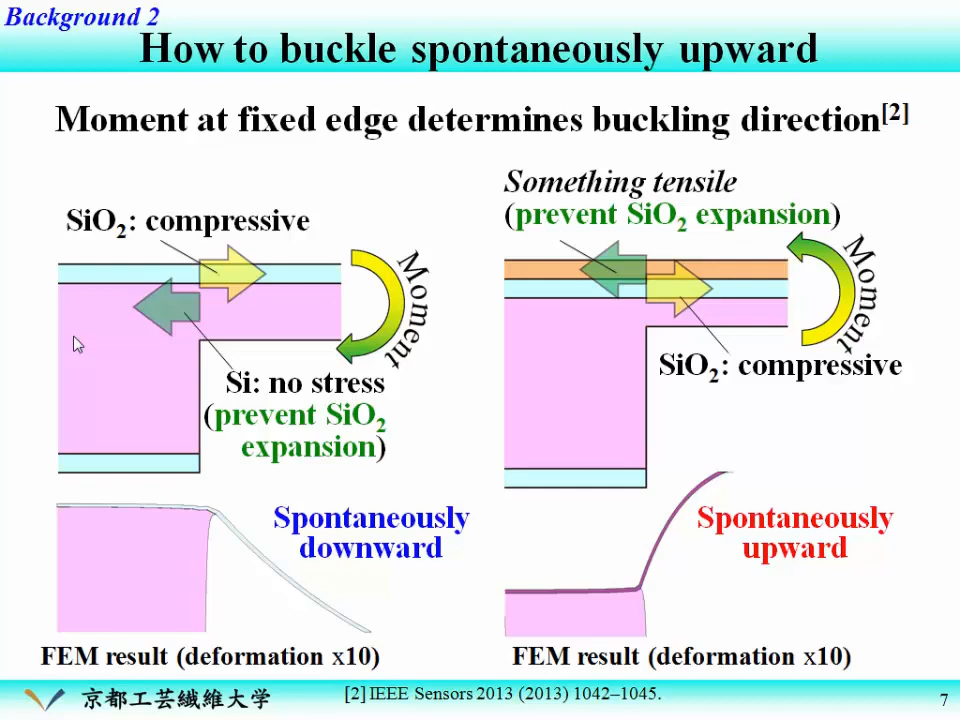 Background 2
How to buckle spontaneously upward
Moment at fixed edge determines buckling direction[2]
SiO2: compressive
Moment
Si: no stress
(prevent SiO2
expansion)
Spontaneously
downward
FEM result (deformation x10)
Something tensile
(prevent SiO2 expansion)
Moment
SiO2: compressive
Spontaneously
upward
FEM result (deformation x10)
京都工芸繊維大学
[2] IEEE Sensors 2013 (2013) 1042–1045.
7